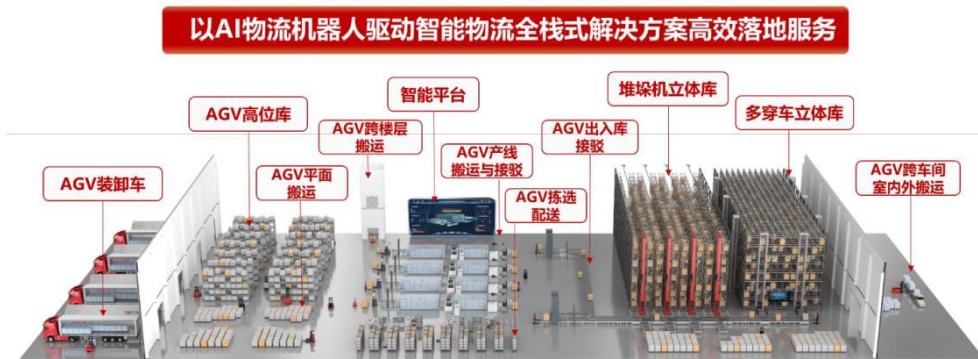 以AI物流机器人驱动智能物流全栈式解决方案高效落地服务
AGV装卸车
AGV高位库
AGV平面
搬运
AGV跨楼层
搬运
智能平台
AGV产线
搬运与接驳
AGV拣选
配送
AGV出入库
接驳
堆垛机立体库
多穿车立体库
AGV跨车间
室内外搬运